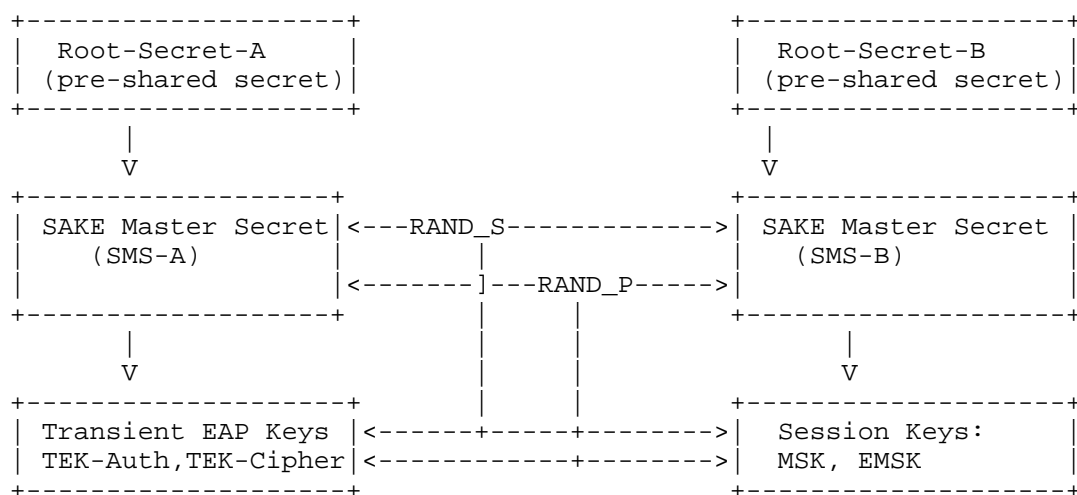 +--------------------+                       +--------------------+
|  Root-Secret-A     |                       |  Root-Secret-B     |
| (pre-shared secret)|                       | (pre-shared secret)|
+--------------------+                       +--------------------+
       |                                       |
       V                                       V
+-------------------+                        +--------------------+
| SAKE Master Secret|<---RAND_S------------->| SAKE Master Secret |
|    (SMS-A)        |        |               |    (SMS-B)         |
|                   |<-------]---RAND_P----->|                    |
+-------------------+        |     |         +--------------------+
       |                     |     |                |
       V                     |     |                V
+--------------------+       |     |         +--------------------+
| Transient EAP Keys |<------+-----+-------->|  Session Keys:     |
| TEK-Auth,TEK-Cipher|<------------+-------->|  MSK, EMSK         |
+--------------------+                       +--------------------+